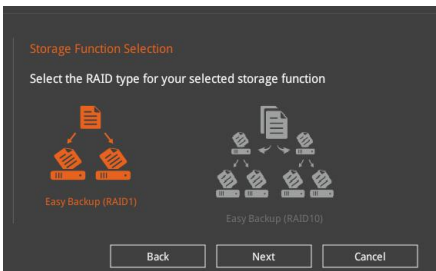 Storage Function Selection
Select the RAID type for your selected storage function
Easy Backup (RAID1)
Easy Backup (RAID10)
Back
Next
Cancel